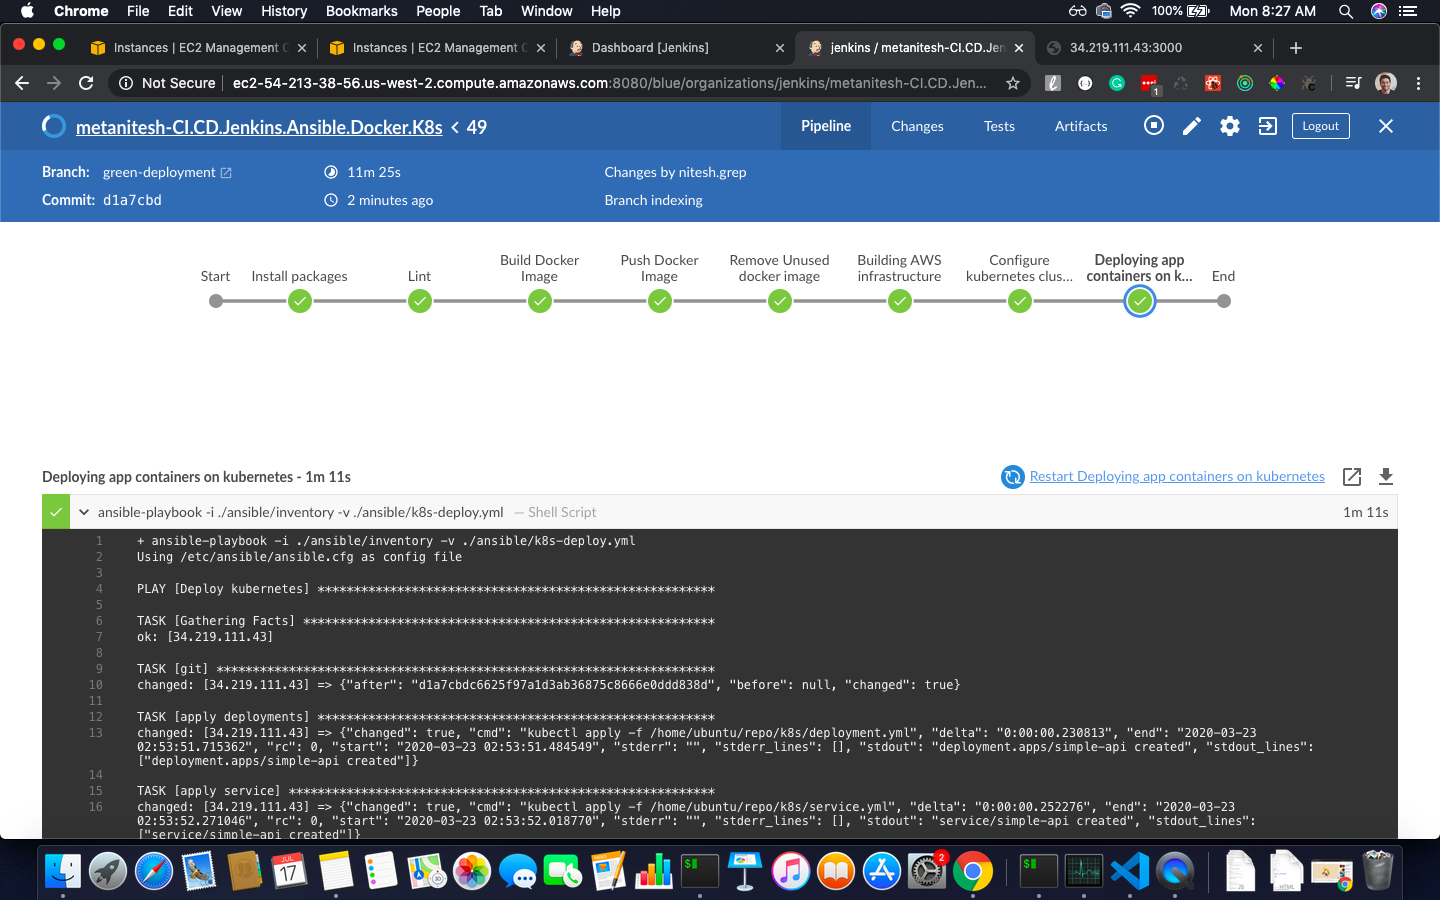 Chrome File Edit View History Bookmarks People Tab Window Help 100% Mon 8:27 AM
Instances | EC2 Management C
Instances | EC2 Management C
Dashboard [Jenkins]
jenkins / metanitesh-CI.CD.Jen
34.219.111.43:3000
Not Secure ec2-54-213-38-56.us-west-2.compute.amazonaws.com:8080/blue/organizations/jenkins/metanitesh-CI.CD.Jen...
1
metanitesh-CI.CD.Jenkins.Ansible.Docker.K8s < 49
Pipeline Changes Tests Artifacts Logout
Branch: green-deployment 11m 25s Changes by nitesh.grep
Commit: d1a7cbd 2 minutes ago Branch indexing
Start
Install packages
Lint
Build Docker
Image
Push Docker
Image
Remove Unused
docker image
Building AWS
infrastructure
Configure
kubernetes clus...
Deploying app
containers on k...
End
Deploying app containers on kubernetes - 1m 11s
Restart Deploying app containers on kubernetes
ansible-playbook -i ./ansible/inventory -v ./ansible/k8s-deploy.yml — Shell Script 1m 11s
1 + ansible-playbook -i ./ansible/inventory -v ./ansible/k8s-deploy.yml
2 Using /etc/ansible/ansible.cfg as config file
3
4 PLAY [Deploy kubernetes] *******************************************************
5
6 TASK [Gathering Facts] *********************************************************
7 ok: [34.219.111.43]
8
9 TASK [git] *********************************************************************
10 changed: [34.219.111.43] => {"after": "d1a7cbdc6625f97a1d3ab36875c8666e0ddd838d", "before": null, "changed": true}
11
12 TASK [apply deployments] *******************************************************
13 changed: [34.219.111.43] => {"changed": true, "cmd": "kubectl apply -f /home/ubuntu/repo/k8s/deployment.yml", "delta": "0:00:00.230813", "end": "2020-03-23
02:53:51.715362", "rc": 0, "start": "2020-03-23 02:53:51.484549", "stderr": "", "stderr_lines": [], "stdout": "deployment.apps/simple-api created", "stdout_lines":
["deployment.apps/simple-api created"]}
14
15 TASK [apply service] ***********************************************************
16 changed: [34.219.111.43] => {"changed": true, "cmd": "kubectl apply -f /home/ubuntu/repo/k8s/service.yml", "delta": "0:00:00.252276", "end": "2020-03-23
02:53:52.271046", "rc": 0, "start": "2020-03-23 02:53:52.018770", "stderr": "", "stderr_lines": [], "stdout": "service/simple-api created", "stdout_lines":
["service/simple-api created"]}
JUL
17
2
$
$
JS
HTML